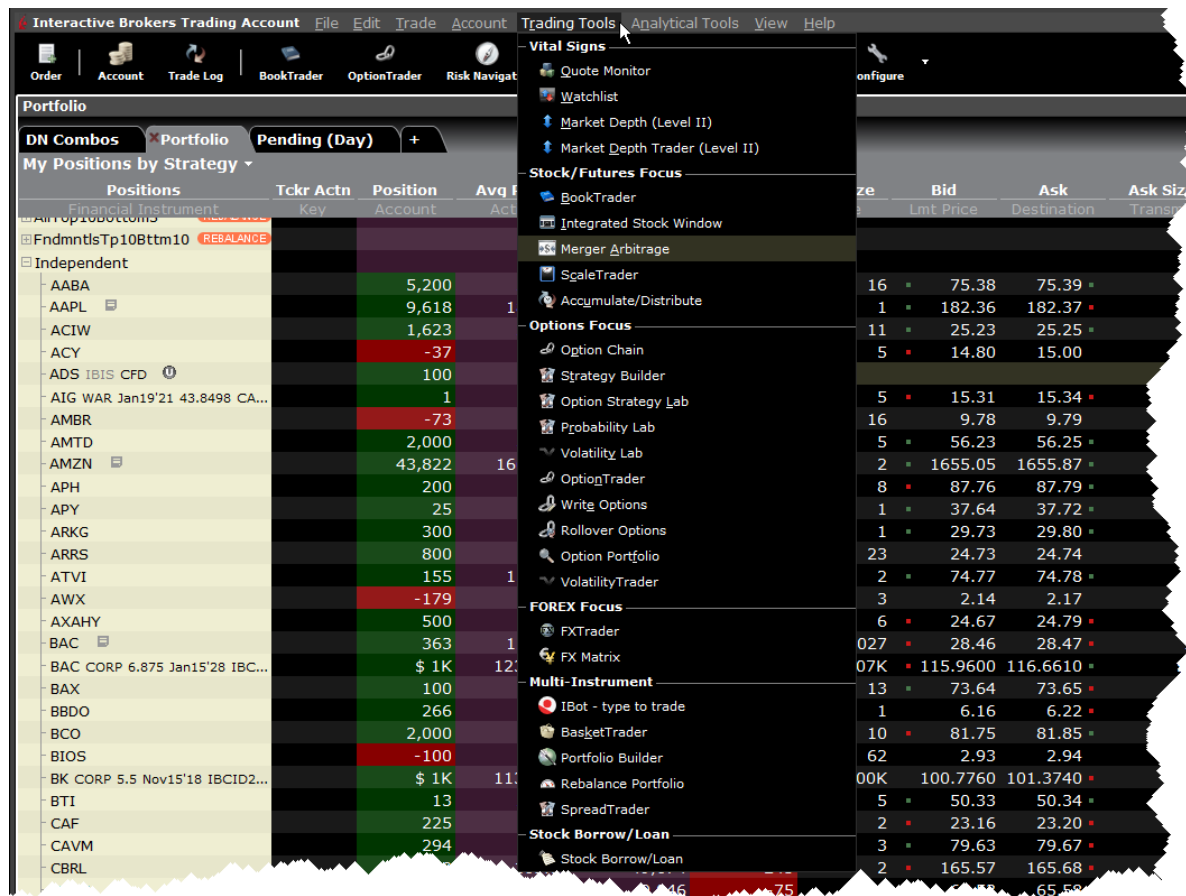 Interactive Brokers Trading Account File Edit Trade Account Trading Tools Analytical Tools View Help
Order Account Trade Log BookTrader OptionTrader Risk Navigat onfigure
Portfolio
DN Combos Portfolio Pending (Day) +
My Positions by Strategy
Positions Tckr Actn Position Avg P ze Bid Ask Ask Siz
Financial Instrument Key Account Act Lmt Price Destination Transm
FndmntlsTp10Bttm10 REBALANCE
Independent
AABA 5,200 16 75.38 75.39
AAPL 9,618 1 1 182.36 182.37
ACIW 1,623 11 25.23 25.25
ACY -37 5 14.80 15.00
ADS IBIS CFD 100
AIG WAR Jan19'21 43.8498 CA... 1 5 15.31 15.34
AMBR -73 16 9.78 9.79
AMTD 2,000 5 56.23 56.25
AMZN 43,822 16 2 1655.05 1655.87
APH 200 8 87.76 87.79
APY 25 1 37.64 37.72
ARKG 300 1 29.73 29.80
ARRS 800 23 24.73 24.74
ATVI 155 1 2 74.77 74.78
AWX -179 3 2.14 2.17
AXAHY 500 6 24.67 24.79
BAC 363 1 027 28.46 28.47
BAC CORP 6.875 Jan15'28 IBC... $ 1K 123 07K 115.9600 116.6610
BAX 100 13 73.64 73.65
BBDO 266 1 6.16 6.22
BCO 2,000 10 81.75 81.85
BIOS -100 62 2.93 2.94
BK CORP 5.5 Nov15'18 IBCID2... $ 1K 113 00K 100.7760 101.3740
BTI 13 5 50.33 50.34
CAF 225 2 23.16 23.20
CAVM 294 3 79.63 79.67
CBRL 2 165.57 165.68
Vital Signs
Quote Monitor
Watchlist
Market Depth (Level II)
Market Depth Trader (Level II)
Stock/Futures Focus
BookTrader
Integrated Stock Window
Merger Arbitrage
ScaleTrader
Accumulate/Distribute
Options Focus
Option Chain
Strategy Builder
Option Strategy Lab
Probability Lab
Volatility Lab
OptionTrader
Write Options
Rollover Options
Option Portfolio
VolatilityTrader
FOREX Focus
FXTrader
FX Matrix
Multi-Instrument
IBot - type to trade
BasketTrader
Portfolio Builder
Rebalance Portfolio
SpreadTrader
Stock Borrow/Loan
Stock Borrow/Loan